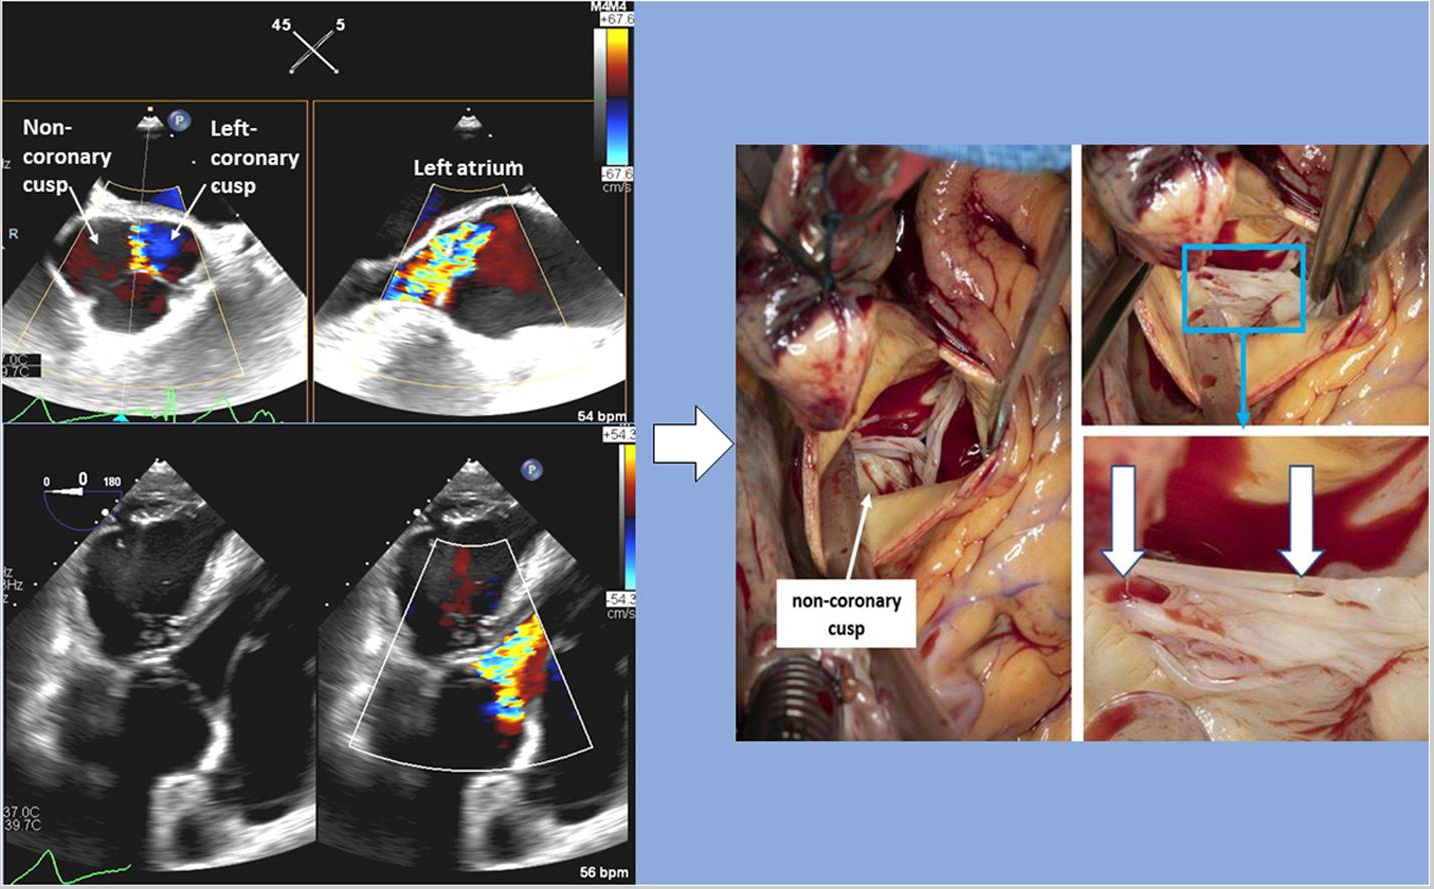 M4M4
+67.6
45 5
P
Non-
coronary
cusp
Left-
coronary
cusp
Left atrium
-67.6
cm/s
R
54 bpm
+54.3
0 0 180
P
-54.3
cm/s
37.0C
39.7C
56 bpm
non-coronary
cusp